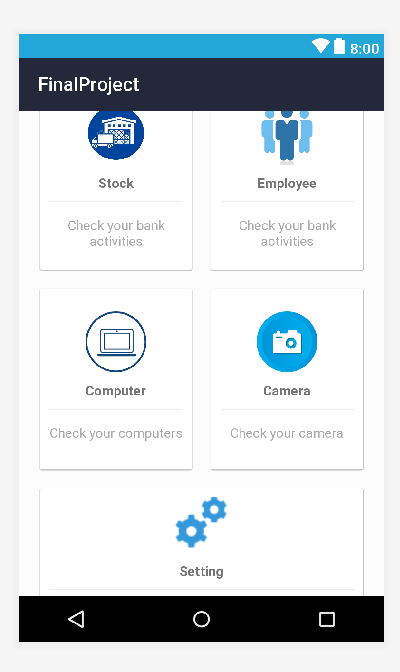 8:00
FinalProject
Stock
Employee
Check your bank
activities
Check your bank
activities
Computer
Camera
Check your computers
Check your camera
Setting